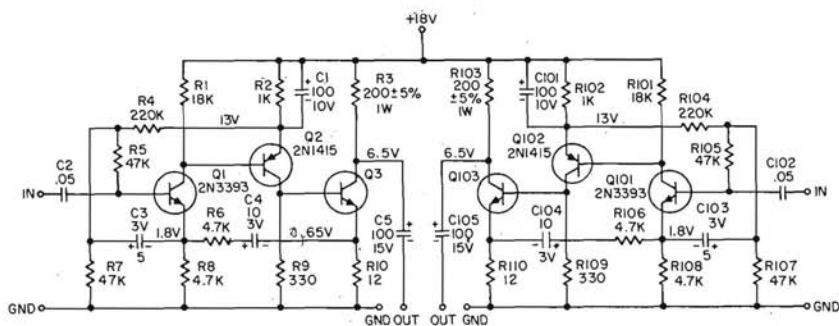 +18V
R1
18K
R2
1K
C1
100
10V
R3
200±5%
1W
R103
200
±5%
1W
C101
100
10V
R102
1K
R101
18K
R104
220K
R4
220K
13V
13V
R5
47K
Q2
2N1415
Q102
2N1415
R105
47K
C2
.05
IN
Q1
2N3393
6.5V
Q3
6.5V
Q103
Q101
2N3393
C102
.05
IN
C3
3V
5
1.8V
R6
4.7K
C4
10
3V
.65V
C5
100
15V
C105
100
15V
C104
10
3V
R106
4.7K
1.8V
C103
3V
5
R7
47K
R8
4.7K
R9
330
R10
12
R110
12
R109
330
R108
4.7K
R107
47K
GND
GND
OUT
OUT
GND
GND